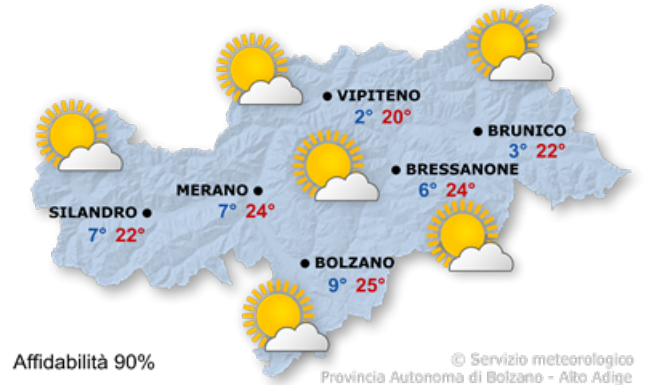 VIPITENO
2° 20°
BRUNICO
3° 22°
BRESSANONE
6° 24°
MERANO
7° 24°
SILANDRO
7° 22°
BOLZANO
9° 25°
Affidabilità 90%
© Servizio meteorologico
Provincia Autonoma di Bolzano - Alto Adige